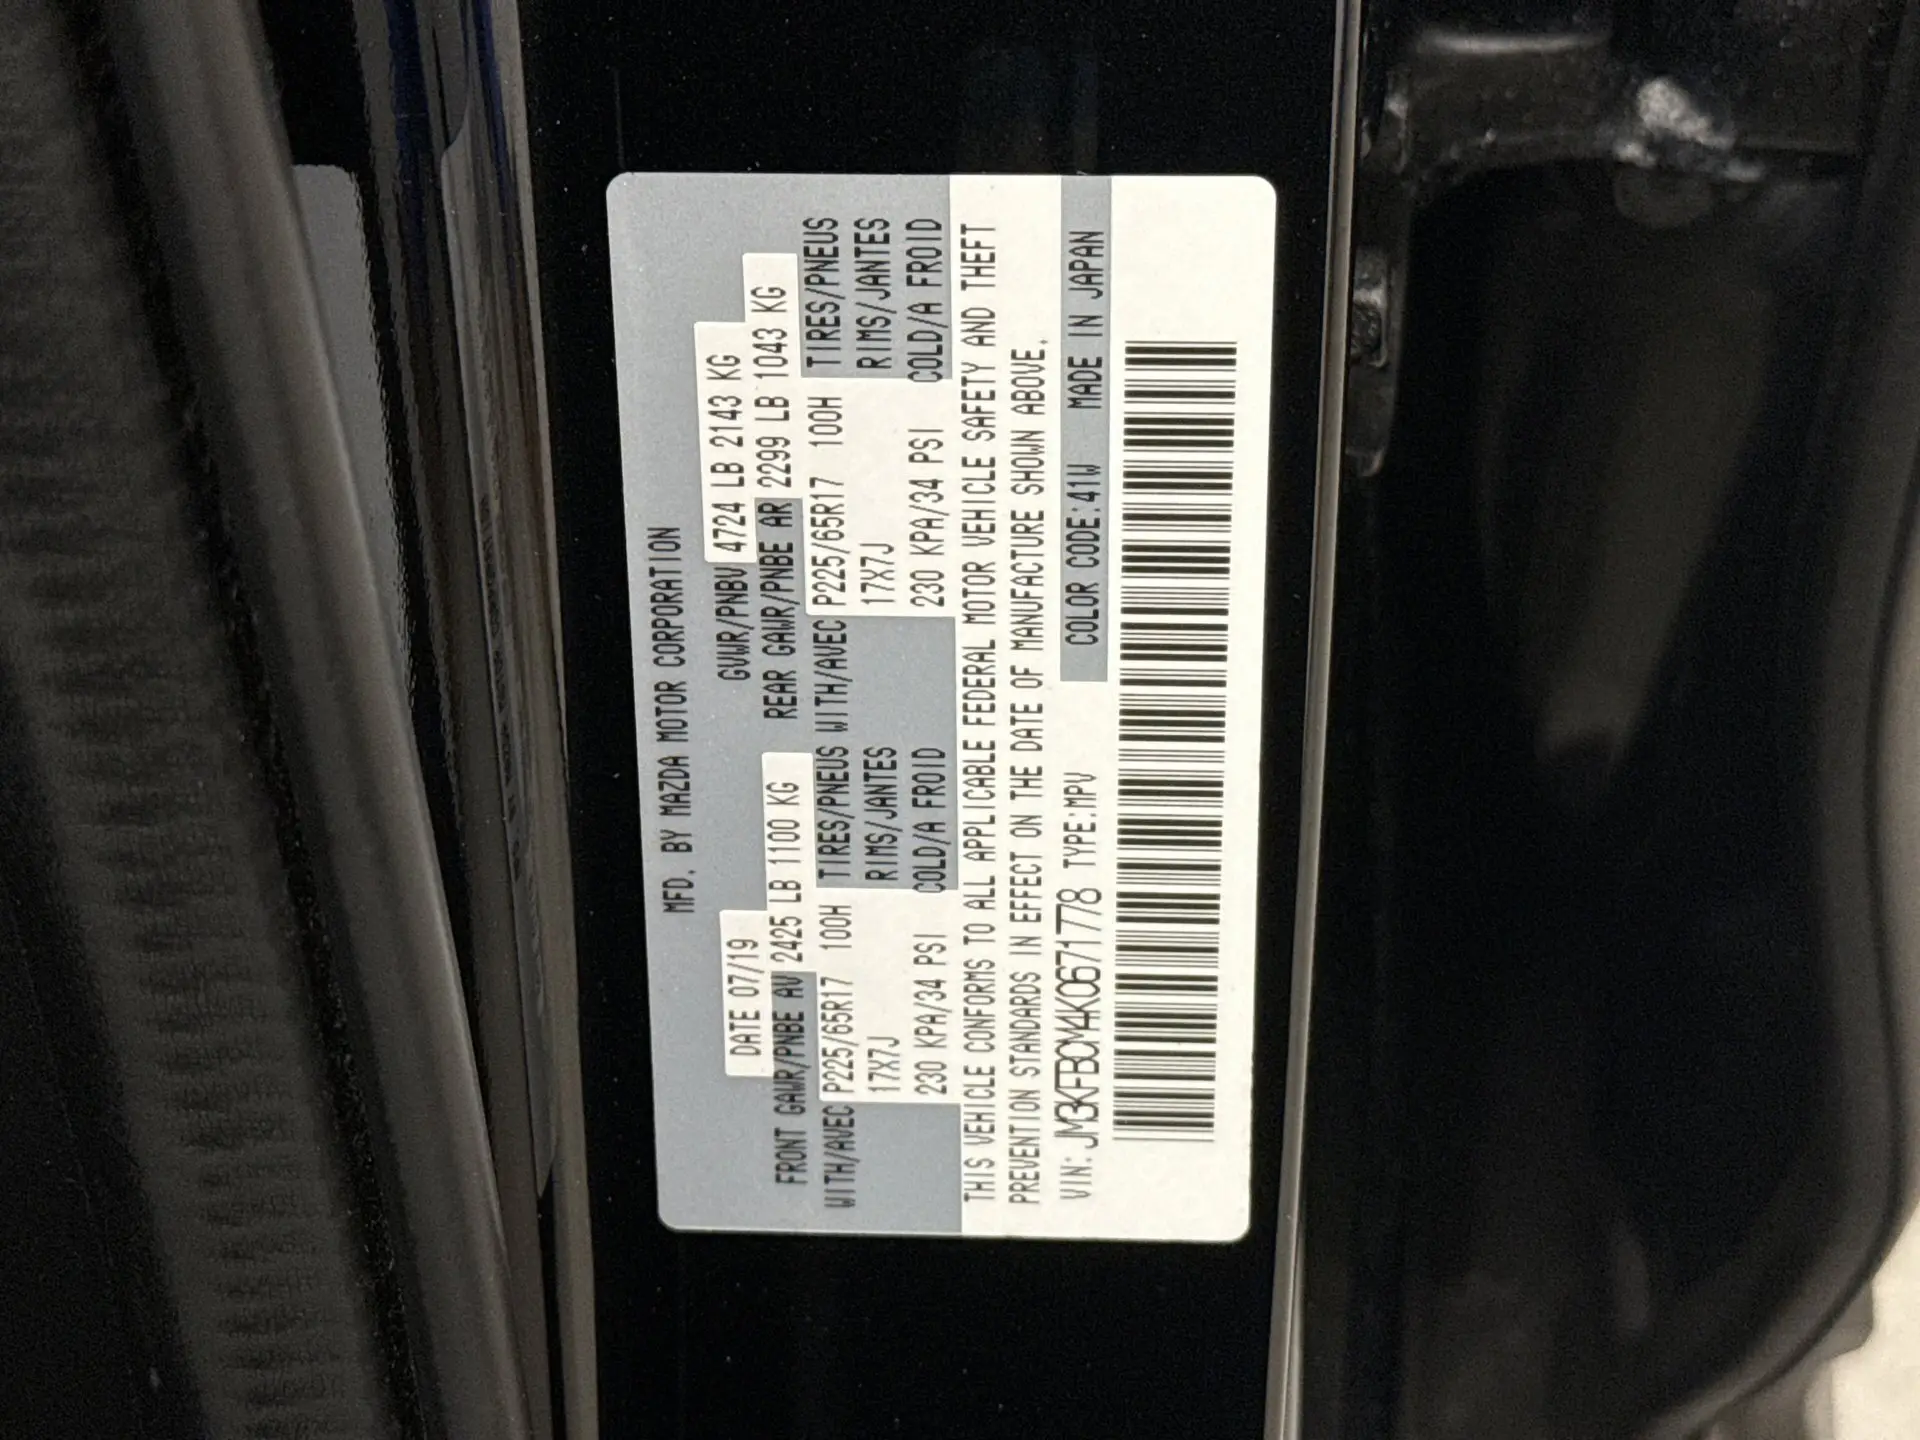 MFD. BY MAZDA MOTOR CORPORATION
DATE 07/19 GVWR/PNBV 4724 LB 2143 KG
FRONT GAWR/PNBE AV 2425 LB 1100 KG REAR GAWR/PNBE AR 2299 LB 1043 KG
WITH/AVEC P225/65R17 100H TIRES/PNEUS WITH/AVEC P225/65R17 100H TIRES/PNEUS
17X7J RIMS/JANTES 17X7J RIMS/JANTES
230 KPA/34 PSI COLD/A FROID 230 KPA/34 PSI COLD/A FROID
THIS VEHICLE CONFORMS TO ALL APPLICABLE FEDERAL MOTOR VEHICLE SAFETY AND THEFT
PREVENTION STANDARDS IN EFFECT ON THE DATE OF MANUFACTURE SHOWN ABOVE.
VIN: JM3KFBCM4K0671778 TYPE:MPV COLOR CODE:41W MADE IN JAPAN